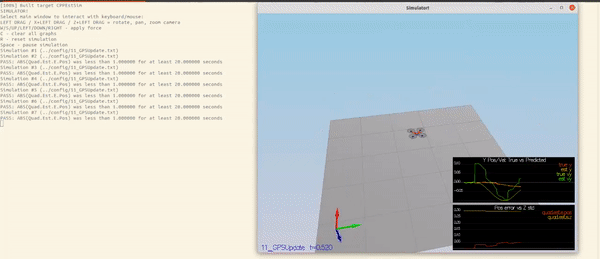 [100%] Built target CPPEstSim
SIMULATOR!
Select main window to interact with keyboard/mouse:
LEFT DRAG / X+LEFT DRAG / Z+LEFT DRAG = rotate, pan, zoom camera
W/S/UP/LEFT/DOWN/RIGHT - apply force
C - clear all graphs
R - reset simulation
Space - pause simulation
Simulation #1 (../config/11_GPSUpdate.txt)
Simulation #2 (../config/11_GPSUpdate.txt)
PASS: ABS(Quad.Est.E.Pos) was less than 1.000000 for at least 20.000000 seconds
Simulation #3 (../config/11_GPSUpdate.txt)
PASS: ABS(Quad.Est.E.Pos) was less than 1.000000 for at least 20.000000 seconds
Simulation #4 (../config/11_GPSUpdate.txt)
PASS: ABS(Quad.Est.E.Pos) was less than 1.000000 for at least 20.000000 seconds
Simulation #5 (../config/11_GPSUpdate.txt)
PASS: ABS(Quad.Est.E.Pos) was less than 1.000000 for at least 20.000000 seconds
Simulation #6 (../config/11_GPSUpdate.txt)
PASS: ABS(Quad.Est.E.Pos) was less than 1.000000 for at least 20.000000 seconds
Simulation #7 (../config/11_GPSUpdate.txt)
PASS: ABS(Quad.Est.E.Pos) was less than 1.000000 for at least 20.000000 seconds
Simulator!
Y Pos/Vel: True vs Predicted
true y
est y
true vy
est vy
Pos error vs Z std
11_GPSUpdate t=0.520